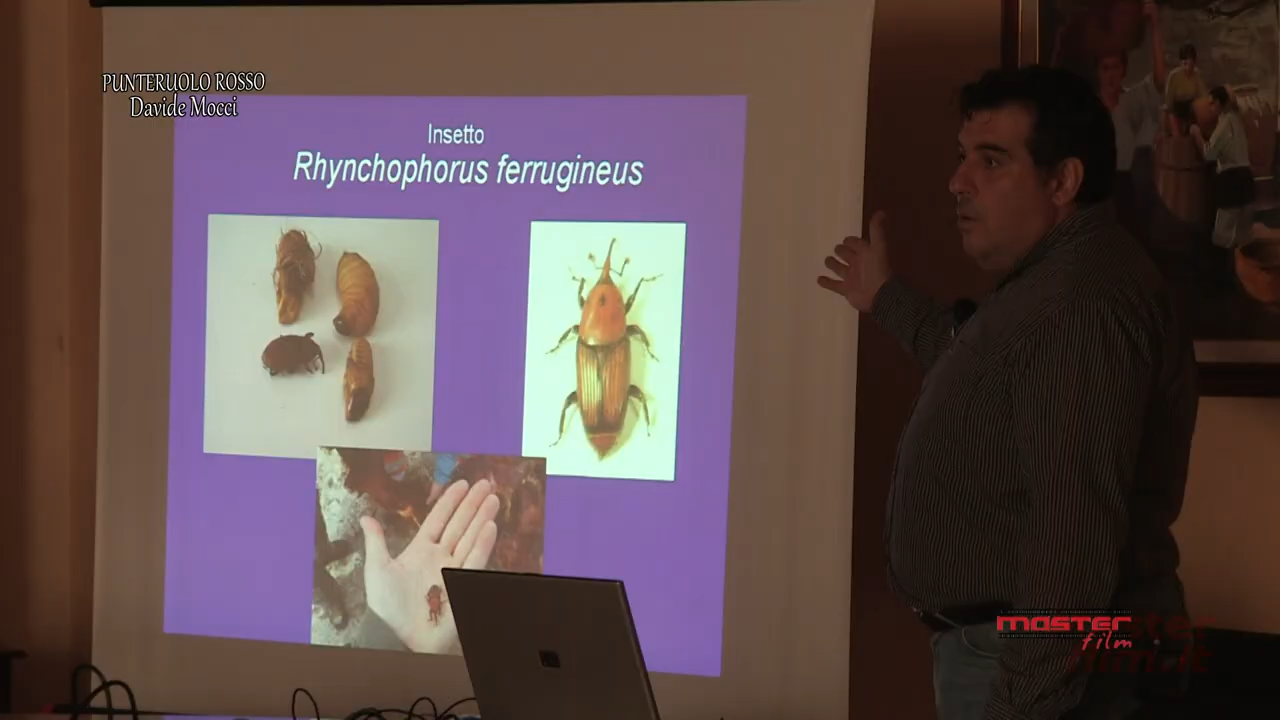 PUNTERUOLO ROSSO
Davide Mocci
Insetto
Rhynchophorus ferrugineus
master
film